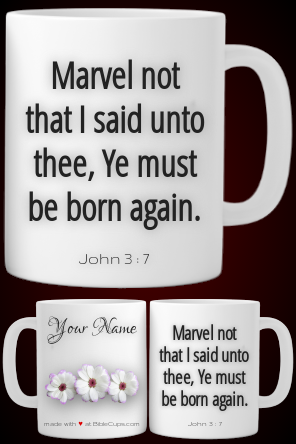 Marvel not
that I said unto
thee, Ye must
be born again.
John 3:7
Your Name
made with ♥ at BibleCups.com
Marvel not
that I said unto
thee, Ye must
be born again.
John 3:7